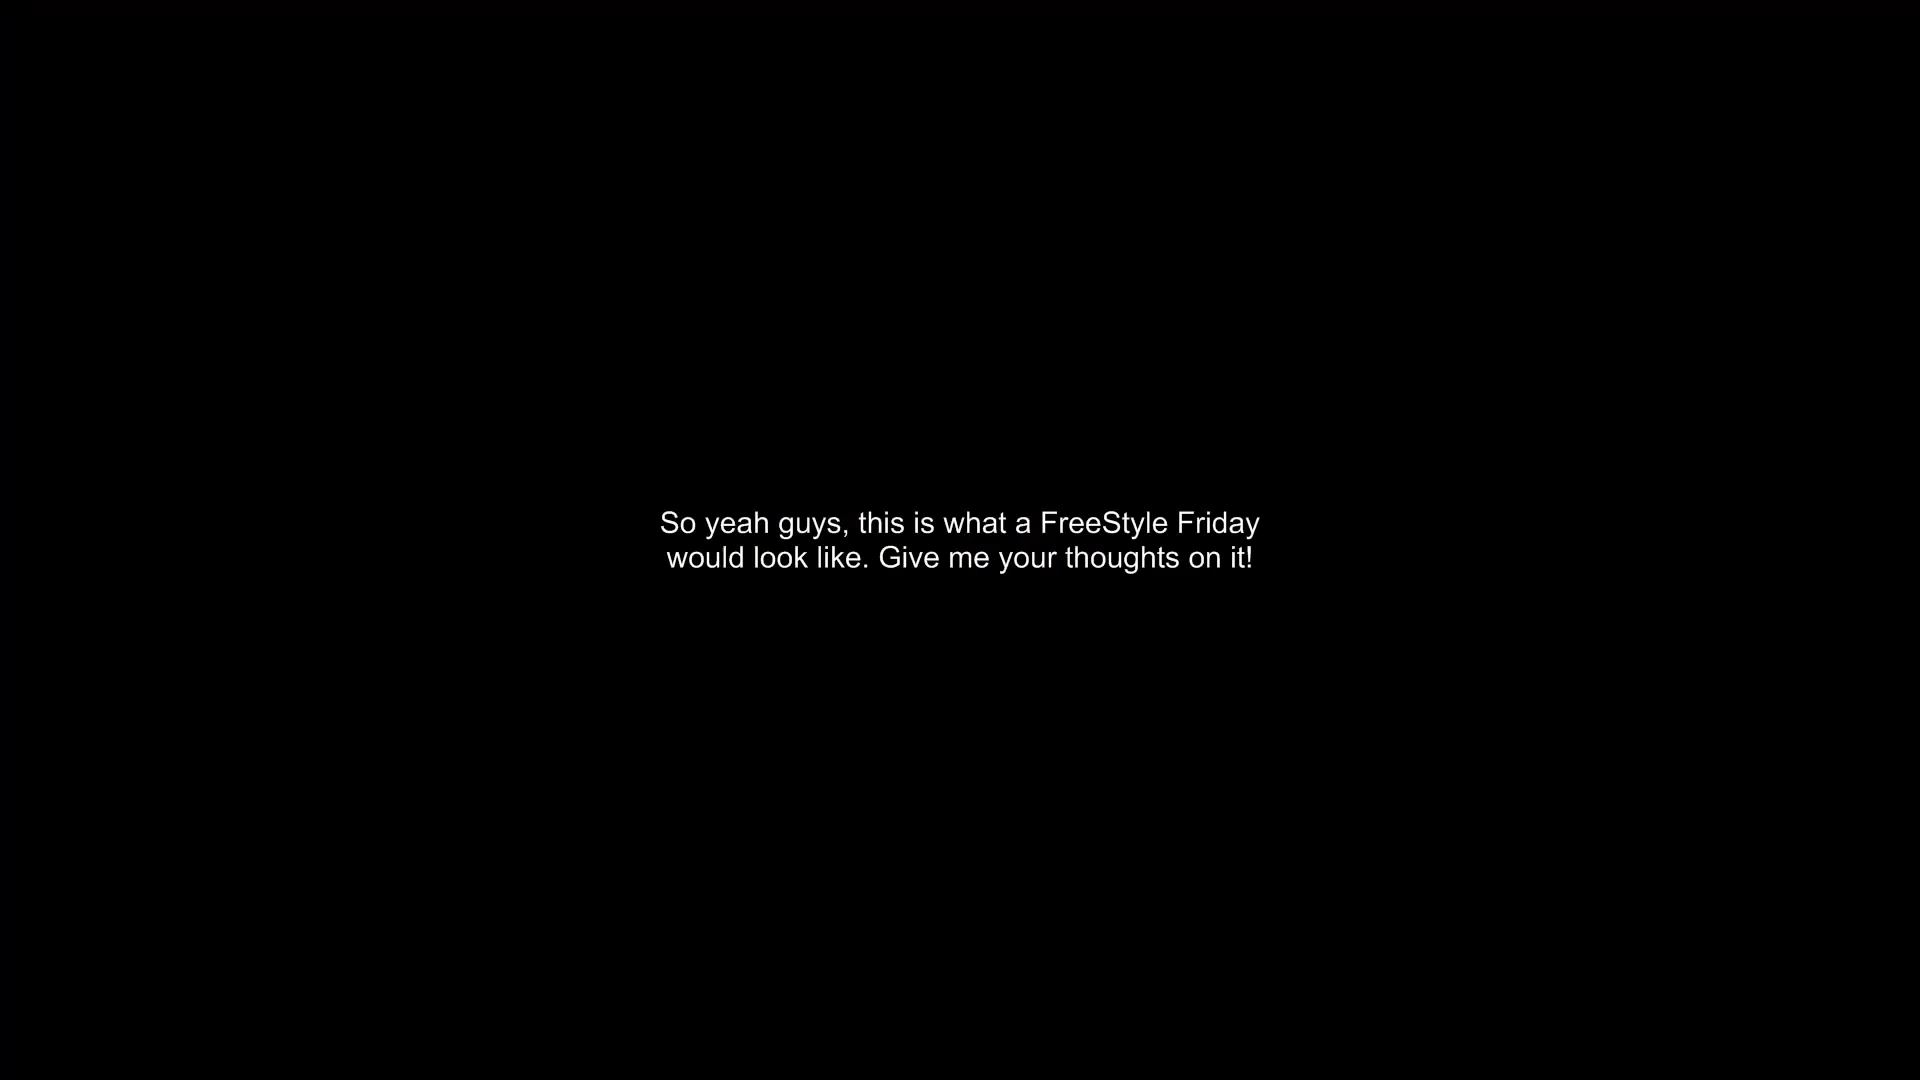 So yeah guys, this is what a FreeStyle Friday
would look like. Give me your thoughts on it!